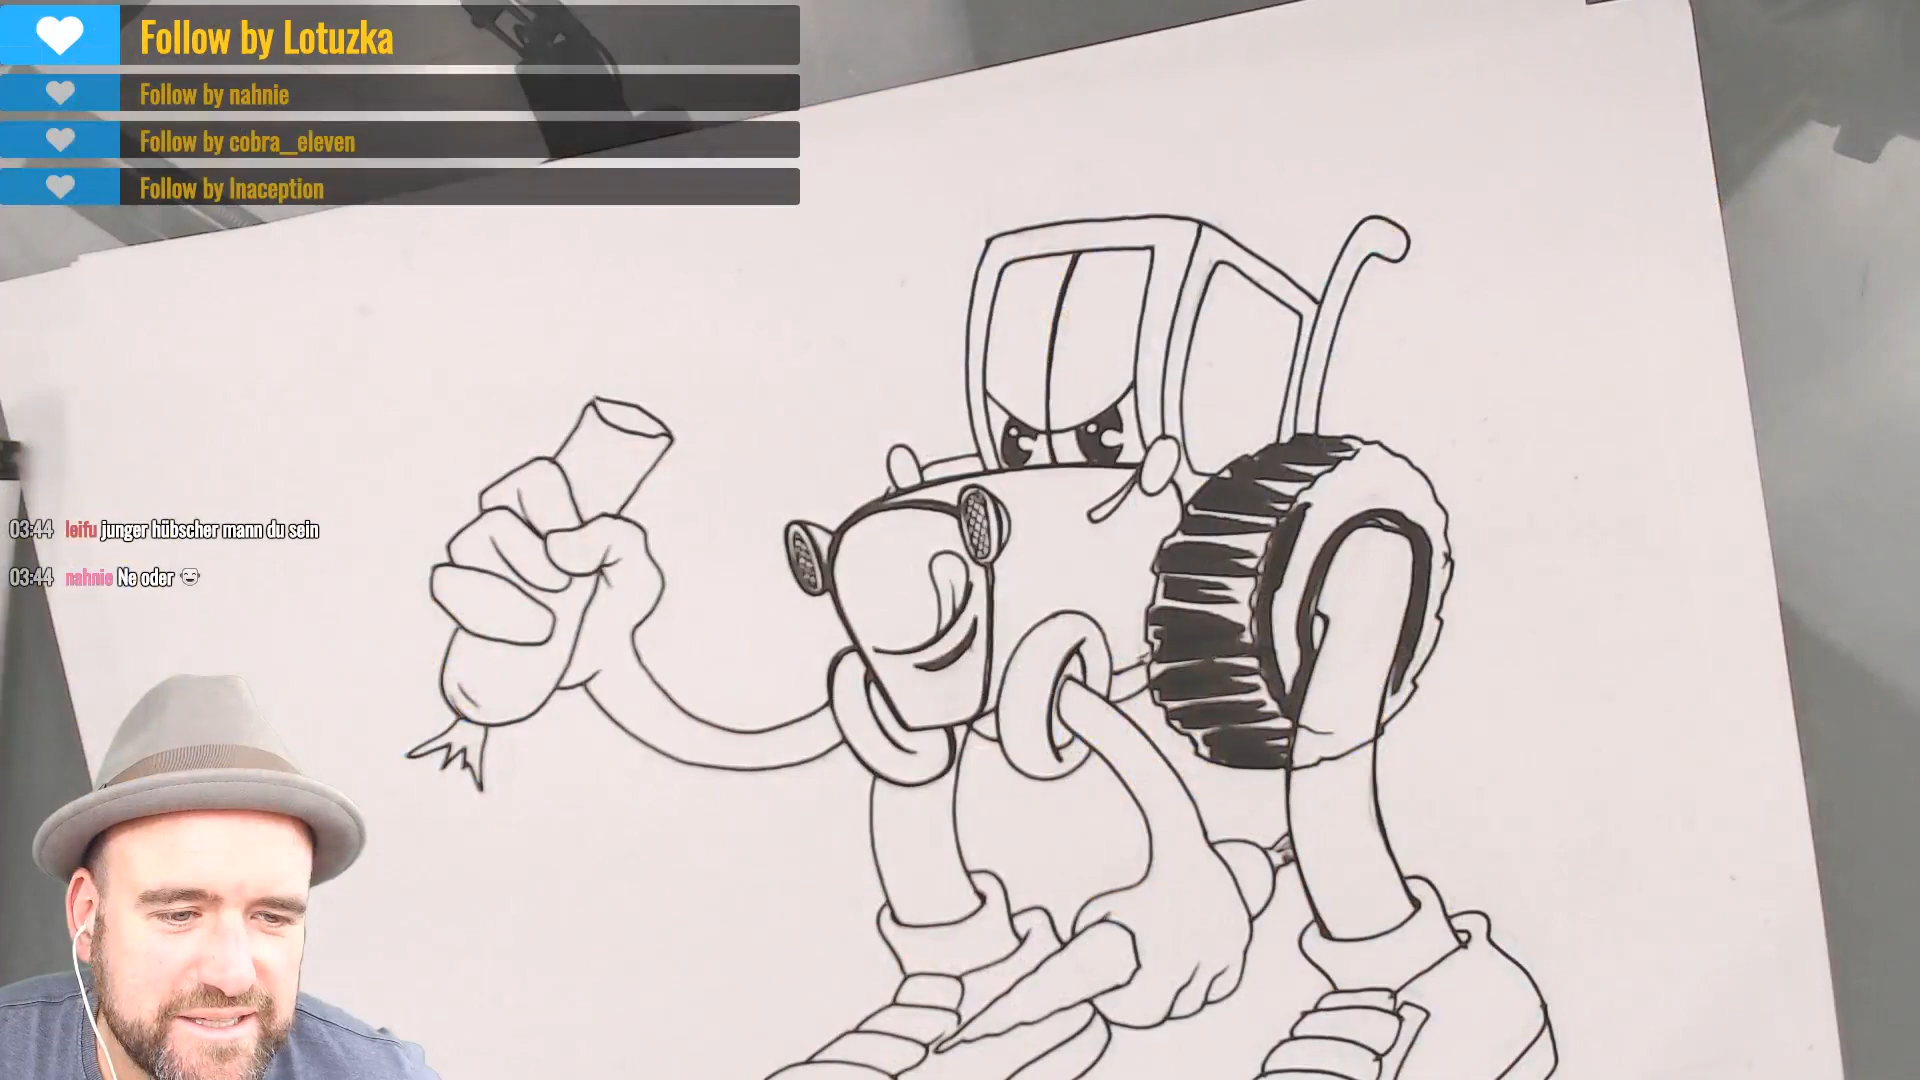 Follow by Lotuzka
Follow by nahnie
Follow by cobra__eleven
Follow by Inaception
03:44 leifu junger hübscher mann du sein
03:44 nahnie Ne oder 😅